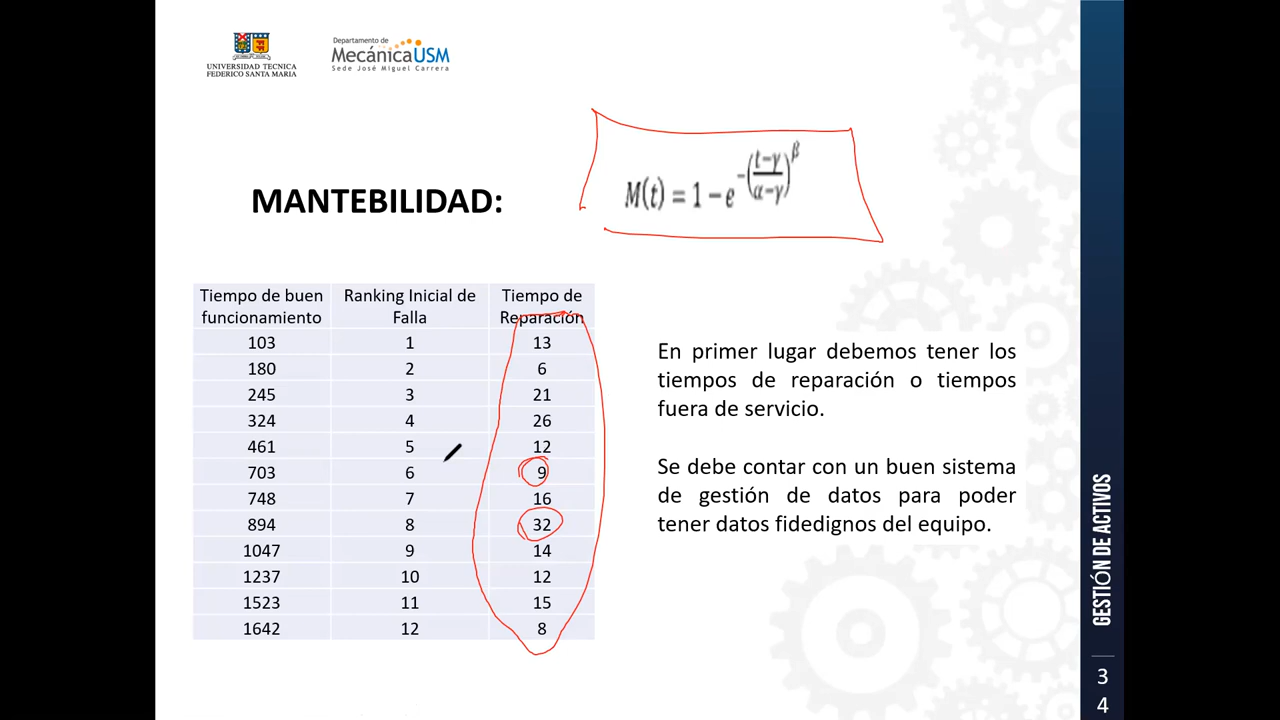 UNIVERSIDAD TECNICA
FEDERICO SANTA MARIA
Departamento de
MecánicaUSM
Sede José Miguel Carrera
MANTEBILIDAD:
M(t) = 1 − e^−((t−γ)/(α−γ))^β
Tiempo de buen funcionamiento Ranking Inicial de Falla Tiempo de Reparación
103 1 13
180 2 6
245 3 21
324 4 26
461 5 12
703 6 9
748 7 16
894 8 32
1047 9 14
1237 10 12
1523 11 15
1642 12 8
En primer lugar debemos tener los
tiempos de reparación o tiempos
fuera de servicio.
Se debe contar con un buen sistema
de gestión de datos para poder
tener datos fidedignos del equipo.
GESTIÓN DE ACTIVOS
3
4